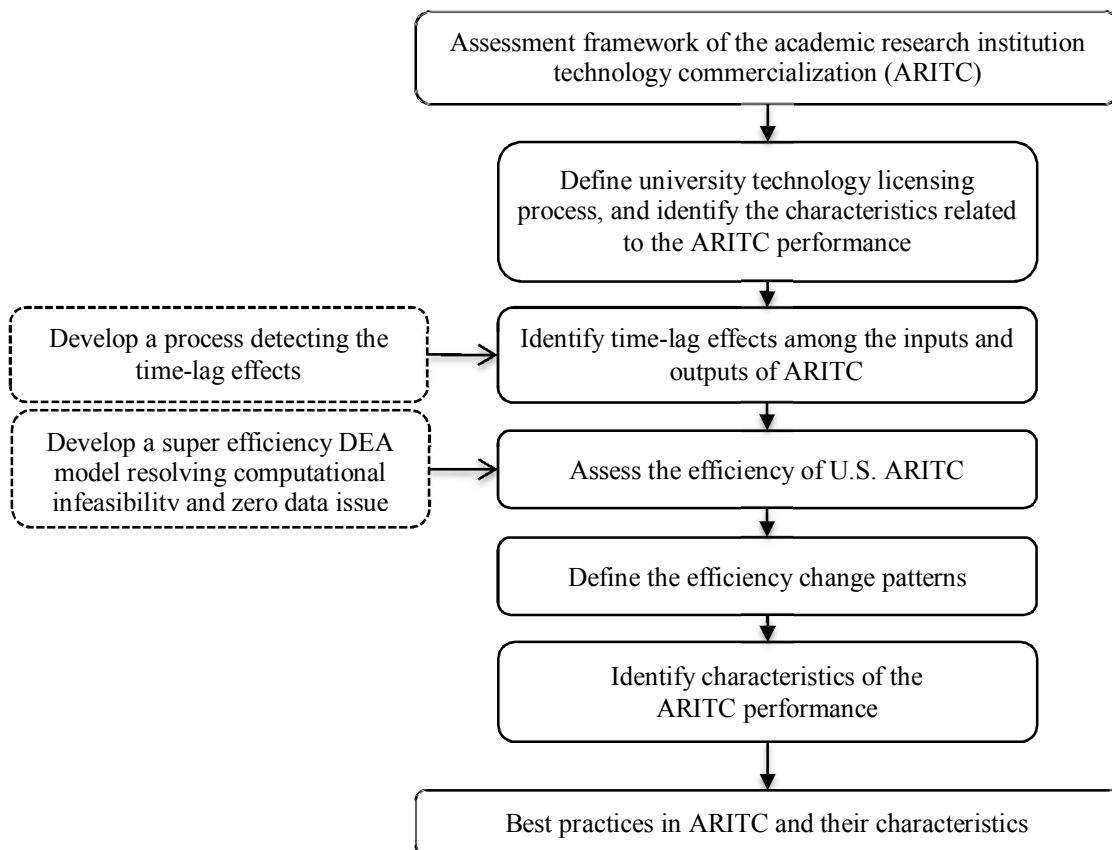 Assessment framework of the academic research institution
technology commercialization (ARITC)
Define university technology licensing
process, and identify the characteristics related
to the ARITC performance
Develop a process detecting the
time-lag effects
Identify time-lag effects among the inputs and
outputs of ARITC
Develop a super efficiency DEA
model resolving computational
infeasibility and zero data issue
Assess the efficiency of U.S. ARITC
Define the efficiency change patterns
Identify characteristics of the
ARITC performance
Best practices in ARITC and their characteristics